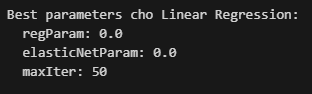 Best parameters cho Linear Regression:
  regParam: 0.0
  elasticNetParam: 0.0
  maxIter: 50